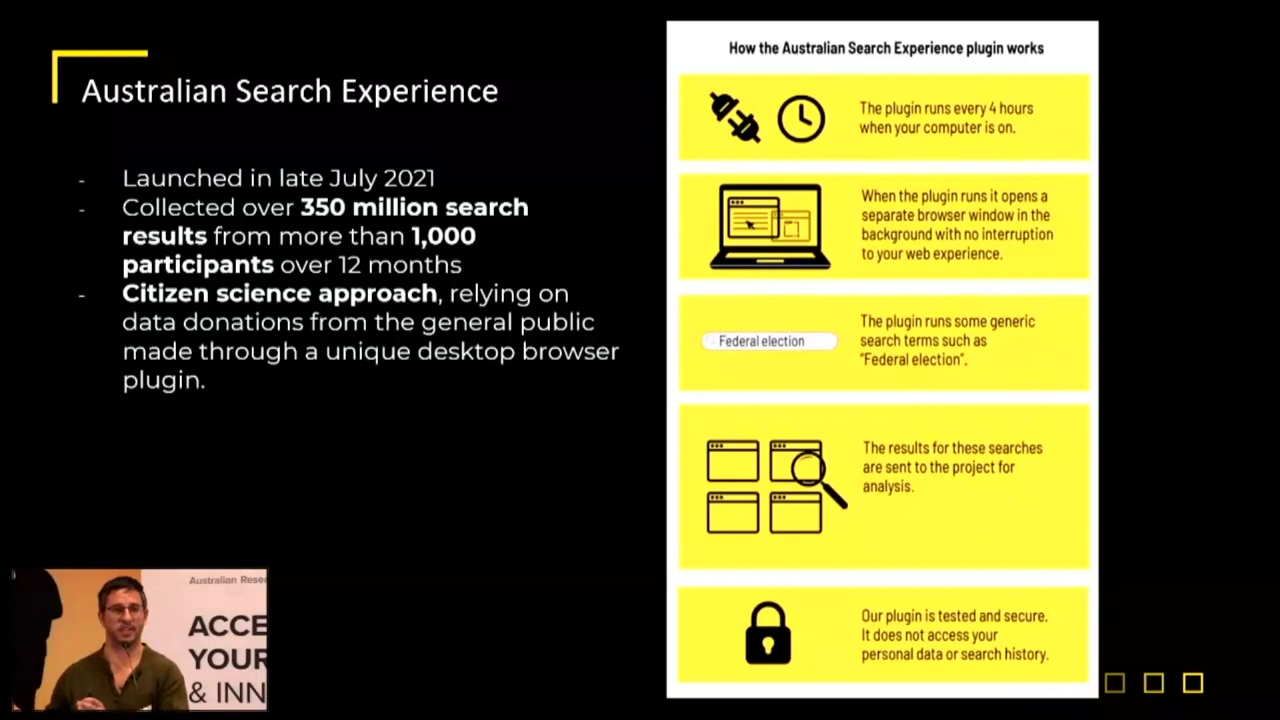 Australian Search Experience
- Launched in late July 2021
- Collected over 350 million search
results from more than 1,000
participants over 12 months
- Citizen science approach, relying on
data donations from the general public
made through a unique desktop browser
plugin.
How the Australian Search Experience plugin works
The plugin runs every 4 hours
when your computer is on.
When the plugin runs it opens a
separate browser window in the
background with no interruption
to your web experience.
Federal election
The plugin runs some generic
search terms such as
"Federal election".
The results for these searches
are sent to the project for
analysis.
Our plugin is tested and secure.
It does not access your
personal data or search history.
Australian Resea
ACCE
YOUR
& INN